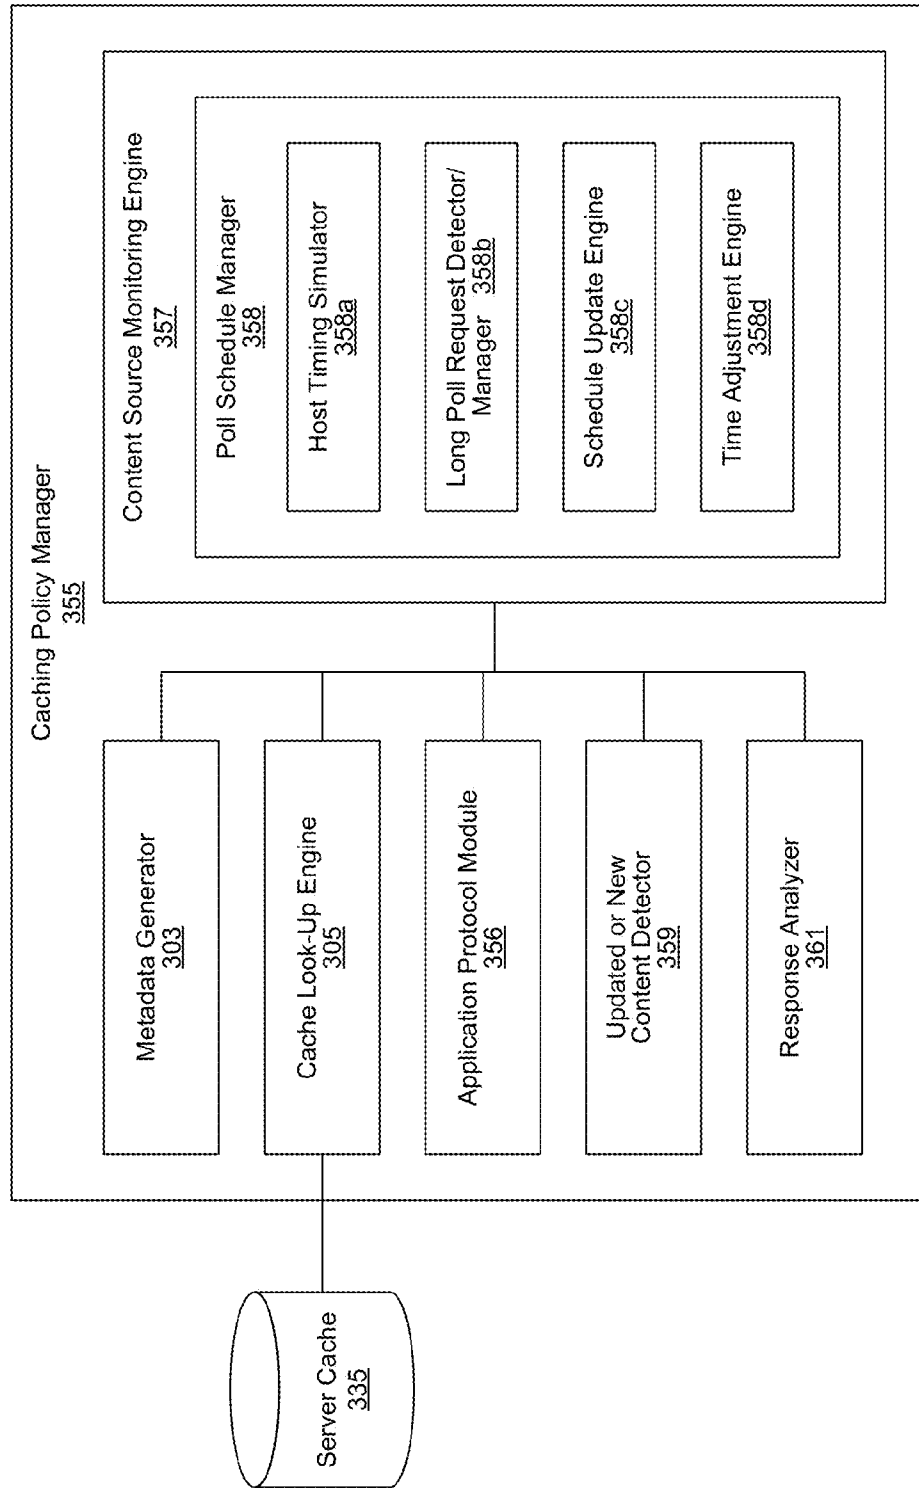 Caching Policy Manager
355
Server Cache
335
Metadata Generator
303
Cache Look-Up Engine
305
Application Protocol Module
356
Updated or New
Content Detector
359
Response Analyzer
361
Content Source Monitoring Engine
357
Poll Schedule Manager
358
Host Timing Simulator
358a
Long Poll Request Detector/
Manager 358b
Schedule Update Engine
358c
Time Adjustment Engine
358d